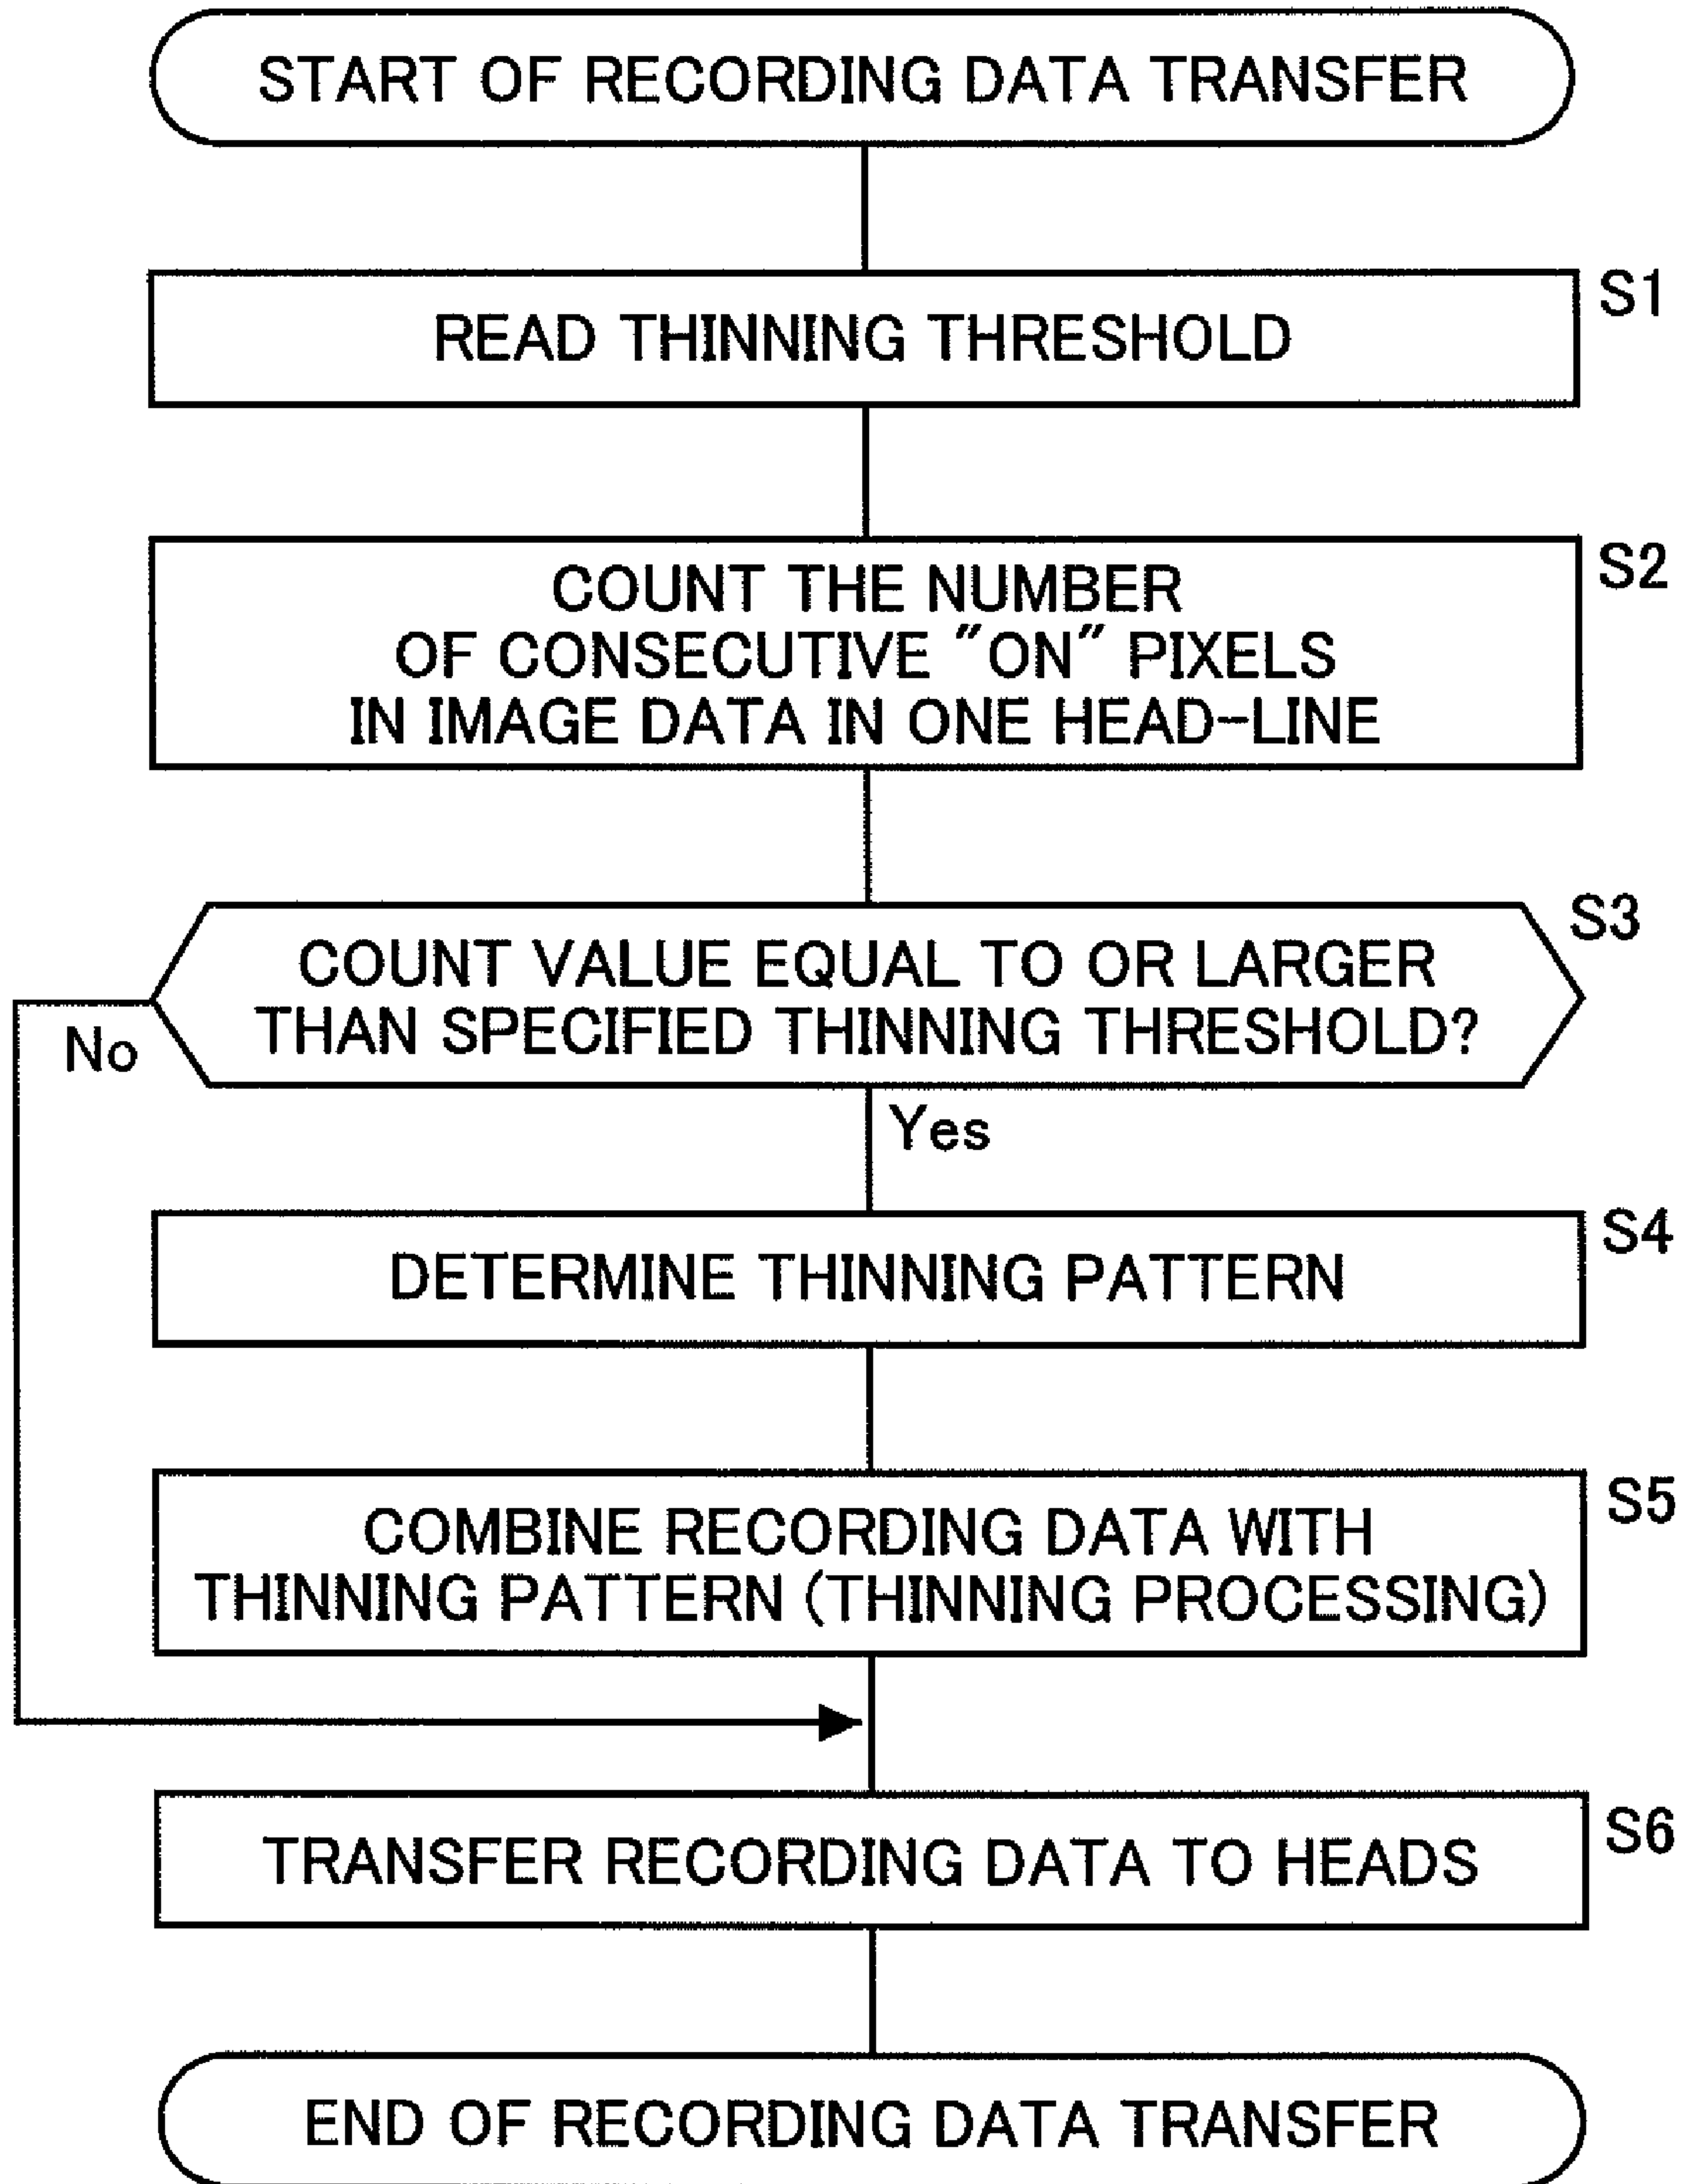 START OF RECORDING DATA TRANSFER
S1
READ THINNING THRESHOLD
S2
COUNT THE NUMBER
OF CONSECUTIVE "ON" PIXELS
IN IMAGE DATA IN ONE HEAD-LINE
S3
COUNT VALUE EQUAL TO OR LARGER
THAN SPECIFIED THINNING THRESHOLD?
No
Yes
S4
DETERMINE THINNING PATTERN
S5
COMBINE RECORDING DATA WITH
THINNING PATTERN (THINNING PROCESSING)
S6
TRANSFER RECORDING DATA TO HEADS
END OF RECORDING DATA TRANSFER